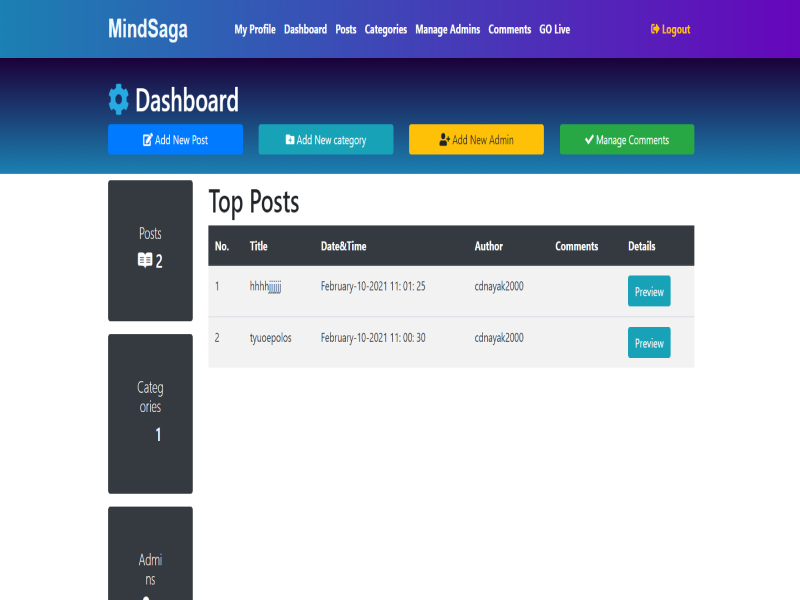 MindSaga
My Profile Dashboard Posts Categories Manage Admins Comments GO Live
Logout
Dashboard
Add New Post
Add New category
Add New Admin
Manage Comments
Posts
2
Categ
ories
1
Admi
ns
Top Posts
No. Title Date&Time Author Comments Details
1 hhhhjjjjjjj February-10-2021 11: 01: 25 cdnayak2000 Preview
2 tyuoepolos February-10-2021 11: 00: 30 cdnayak2000 Preview